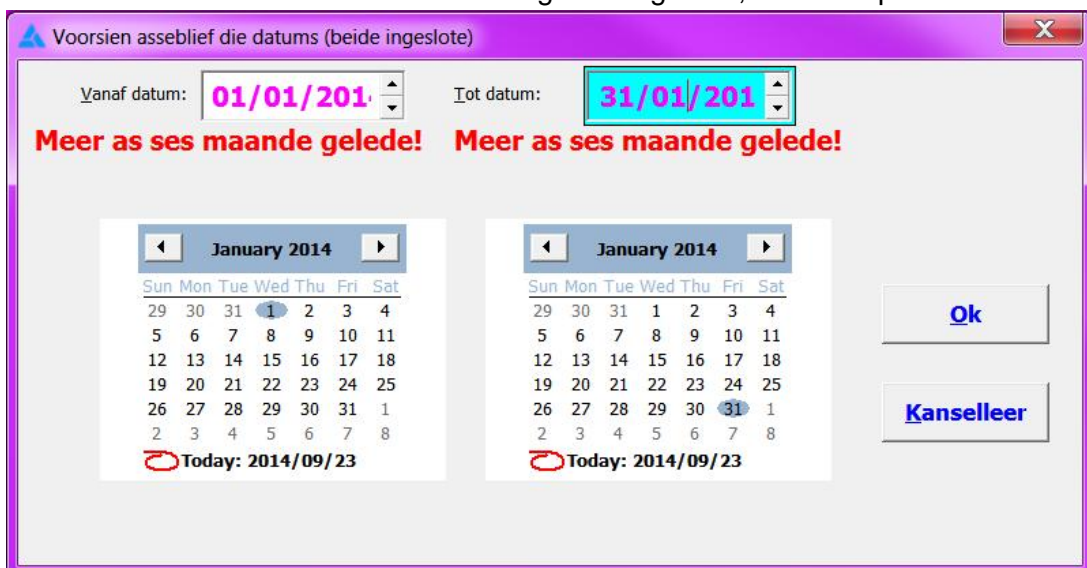 Voorsien asseblief die datums (beide ingeslote)
X
Vanaf datum: 01/01/201
Tot datum: 31/01/201
Meer as ses maande gelede!
Meer as ses maande gelede!
January 2014
Sun Mon Tue Wed Thu Fri Sat
29 30 31 1 2 3 4
5 6 7 8 9 10 11
12 13 14 15 16 17 18
19 20 21 22 23 24 25
26 27 28 29 30 31 1
2 3 4 5 6 7 8
Today: 2014/09/23
January 2014
Sun Mon Tue Wed Thu Fri Sat
29 30 31 1 2 3 4
5 6 7 8 9 10 11
12 13 14 15 16 17 18
19 20 21 22 23 24 25
26 27 28 29 30 31 1
2 3 4 5 6 7 8
Today: 2014/09/23
Ok
Kanselleer